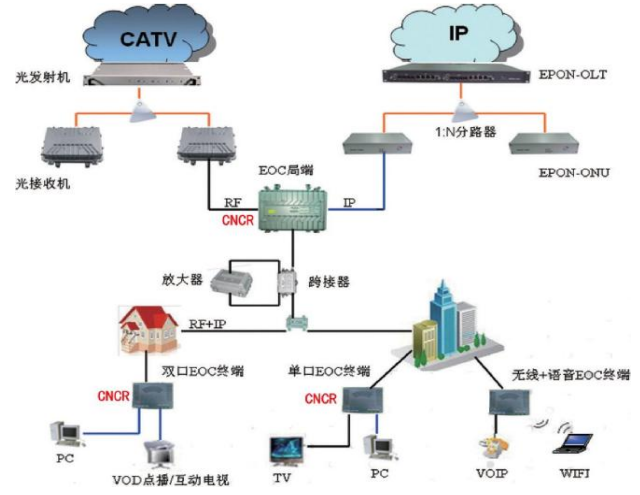 CATV
IP
光发射机
EPON-OLT
1:N分路器
光接收机
EPON-ONU
EOC局端
RF
IP
CNCR
放大器
跨接器
RF+IP
双口EOC终端
单口EOC终端
无线+语音EOC终端
CNCR
CNCR
PC
VOD点播/互动电视
TV
PC
VOIP
WIFI